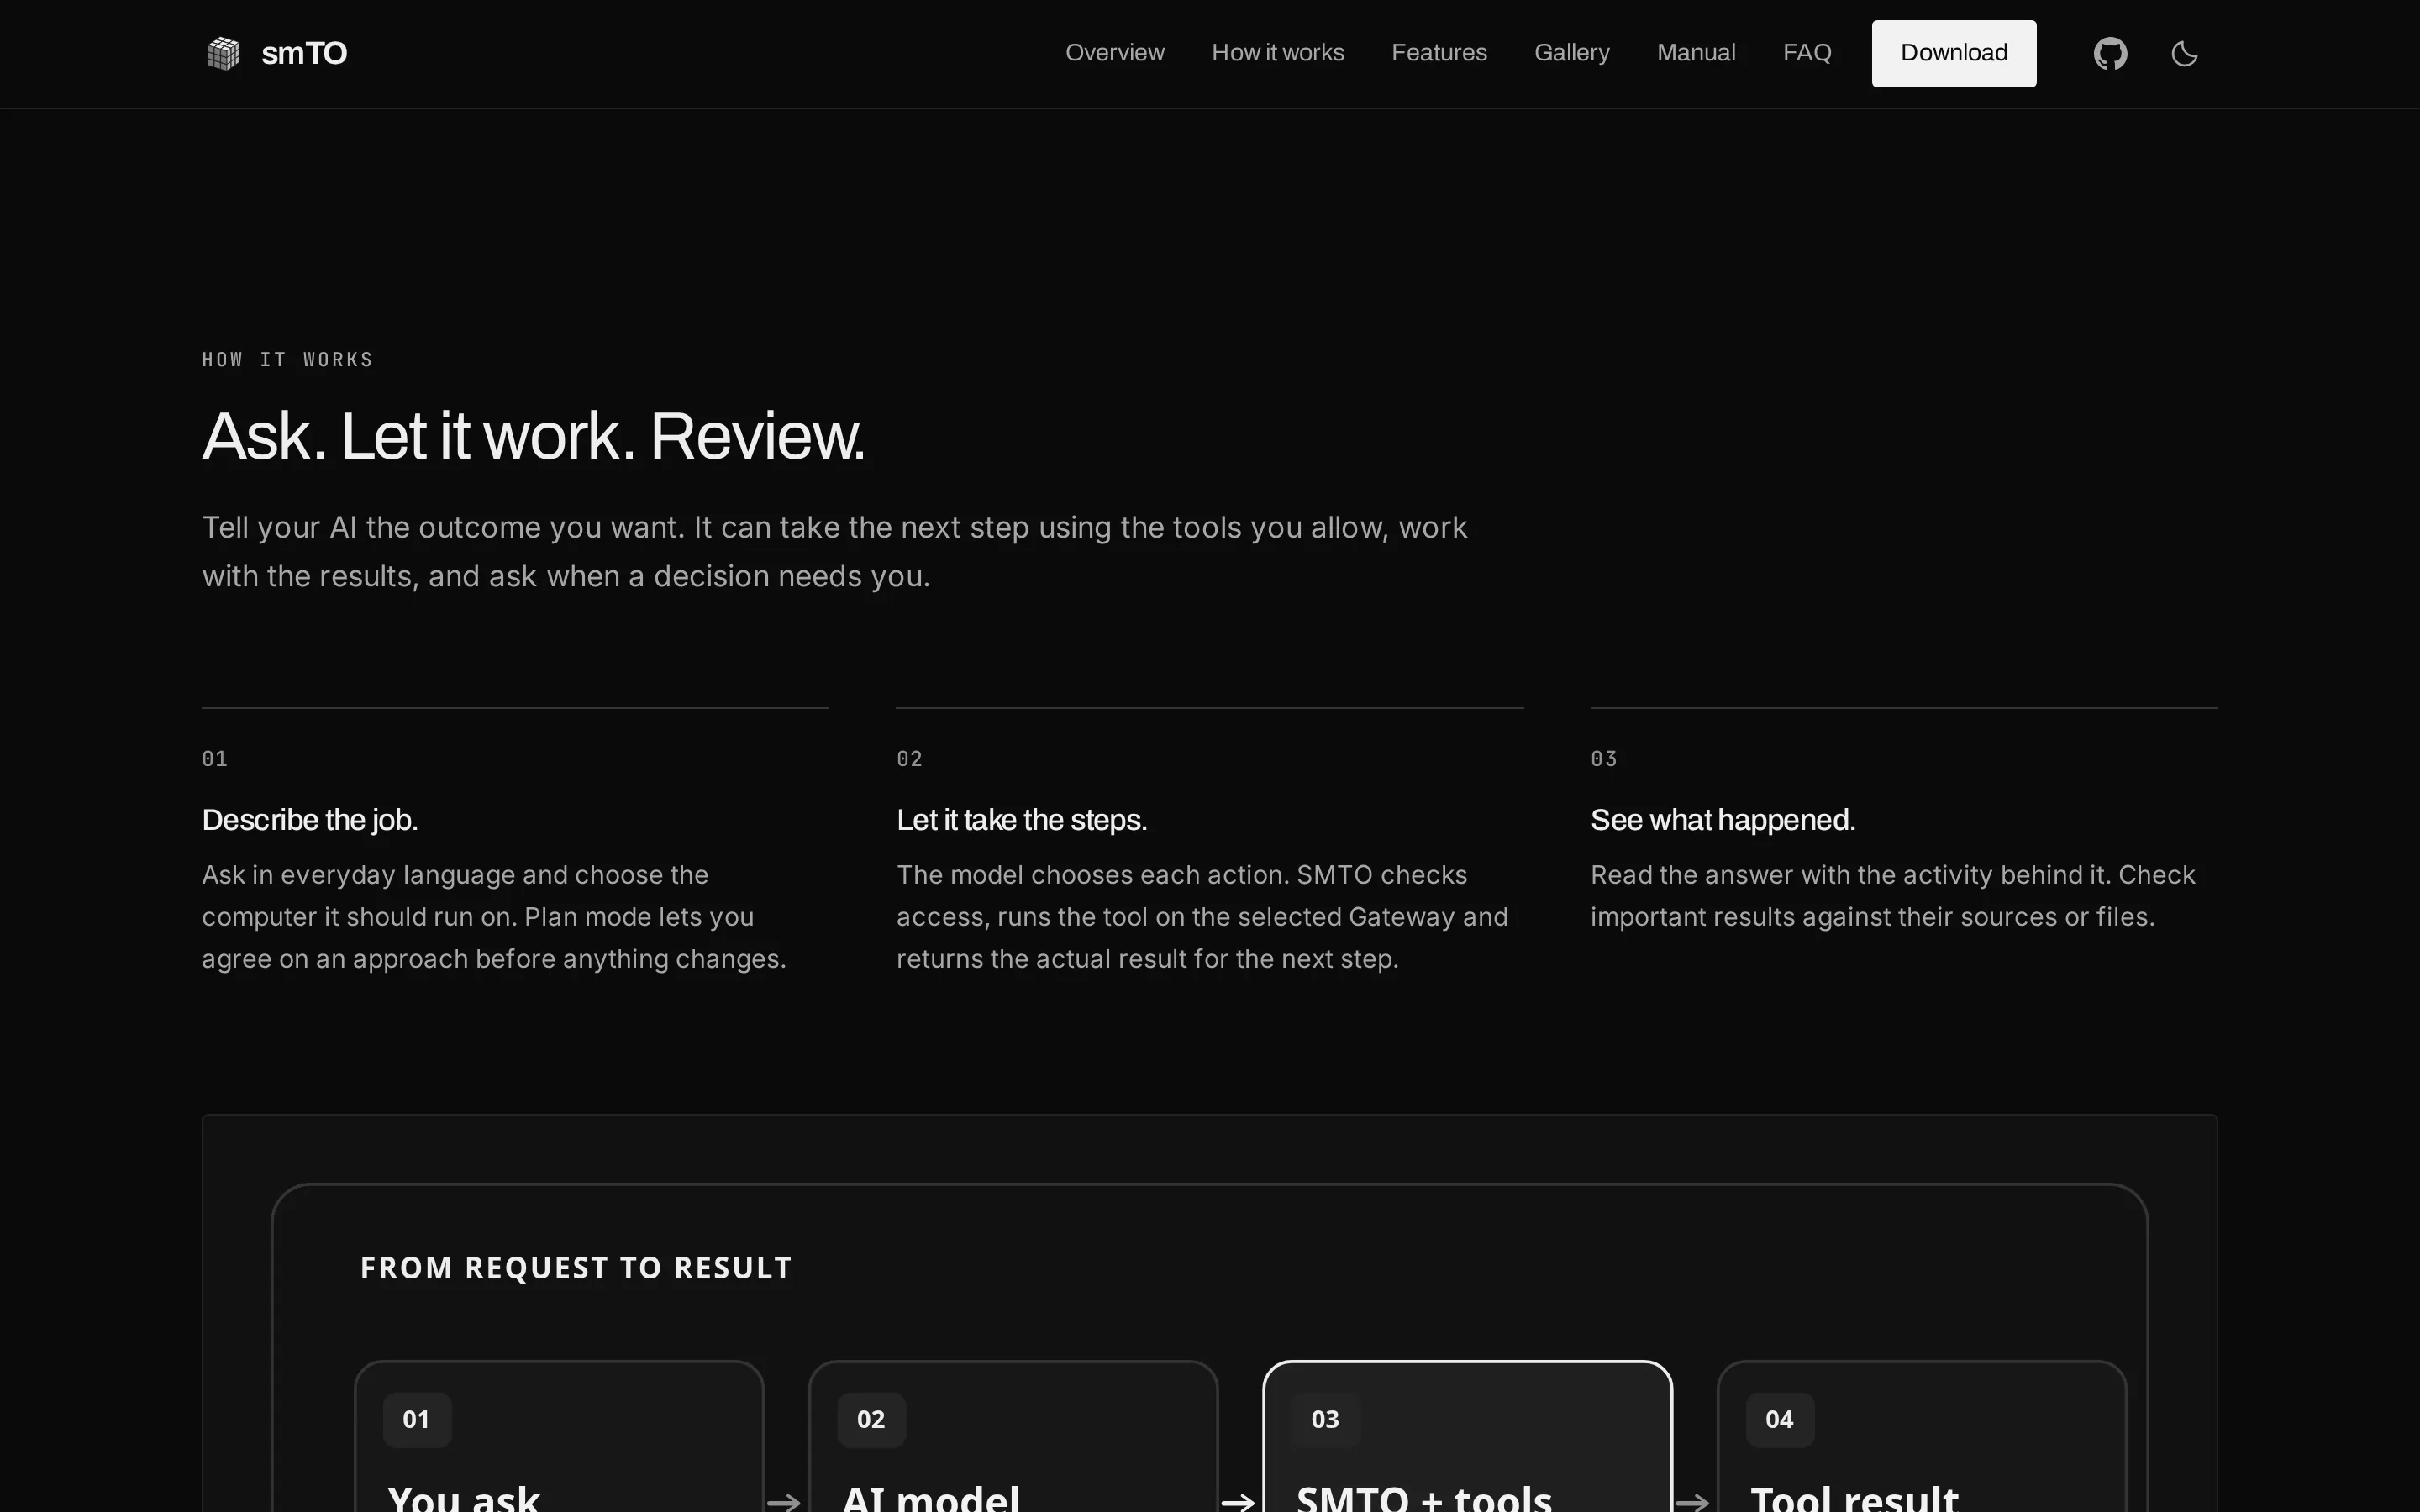 smTO
Overview
How it works
Features
Gallery
Manual
FAQ
Download
HOW IT WORKS
Ask. Let it work. Review.
Tell your AI the outcome you want. It can take the next step using the tools you allow, work
with the results, and ask when a decision needs you.
01
Describe the job.
Ask in everyday language and choose the
computer it should run on. Plan mode lets you
agree on an approach before anything changes.
02
Let it take the steps.
The model chooses each action. SMTO checks
access, runs the tool on the selected Gateway and
returns the actual result for the next step.
03
See what happened.
Read the answer with the activity behind it. Check
important results against their sources or files.
FROM REQUEST TO RESULT
01
You ask
02
AI model
03
SMTO + tools
04
Tool result